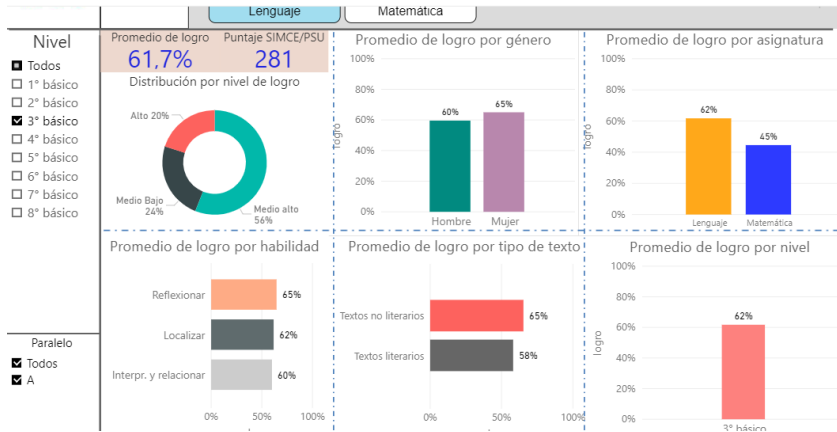 Lenguaje
Matemática
Nivel
Todos
1° básico
2° básico
3° básico
4° básico
5° básico
6° básico
7° básico
8° básico
Paralelo
Todos
A
Promedio de logro
61,7%
Puntaje SIMCE/PSU
281
Distribución por nivel de logro
Alto 20%
Medio Bajo
24%
Medio alto
56%
Promedio de logro por género
100%
80%
60%
40%
20%
0%
logro
60%
65%
Hombre
Mujer
Promedio de logro por asignatura
100%
80%
60%
40%
20%
0%
logro
62%
45%
Lenguaje
Matemática
Promedio de logro por habilidad
Reflexionar
65%
Localizar
62%
Interpr. y relacionar
60%
0%
50%
100%
Promedio de logro por tipo de texto
Textos no literarios
65%
Textos literarios
58%
0%
50%
100%
Promedio de logro por nivel
100%
80%
60%
40%
20%
0%
logro
62%
3° básico